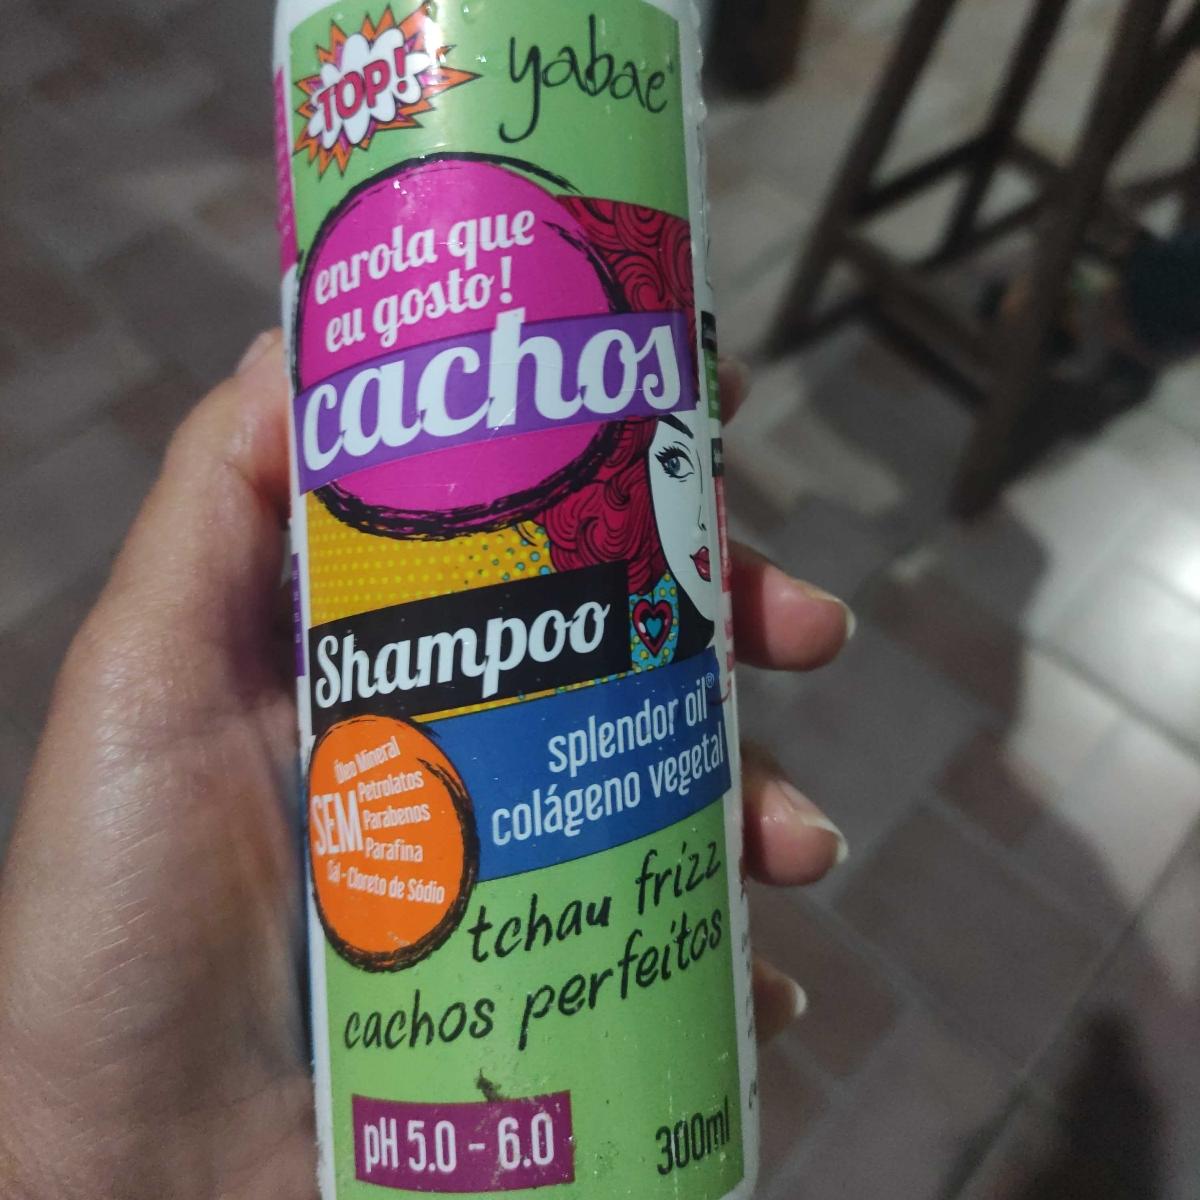 TOP!
yabae
enrola que
eu gosto!
cachos
Shampoo
splendor oil®
colágeno vegetal
SEM
Óleo Mineral
Petrolatos
Parabenos
Parafina
Sal - Cloreto de Sódio
tchau frizz
cachos perfeitos
pH 5.0 - 6.0
300ml